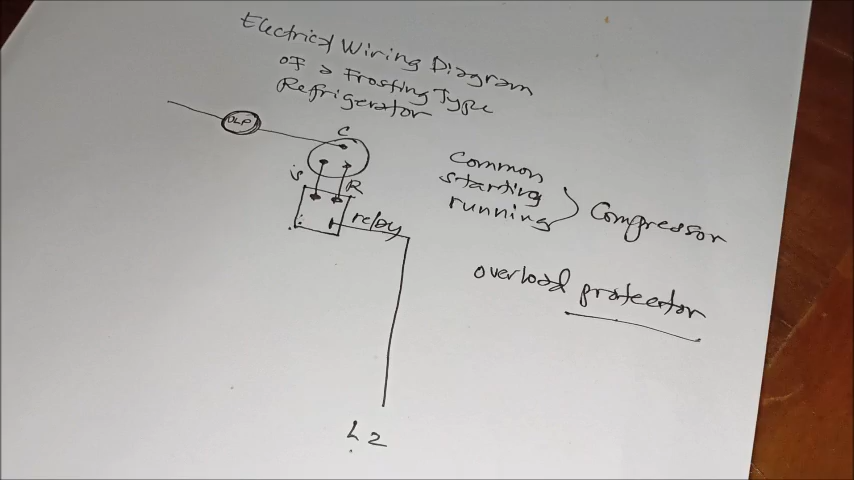 Electrical Wiring Diagram
OF a Frosting Type
Refrigerator
OLP
C
S
R
relay
Common
starting
running
Compressor
overload protector
L2